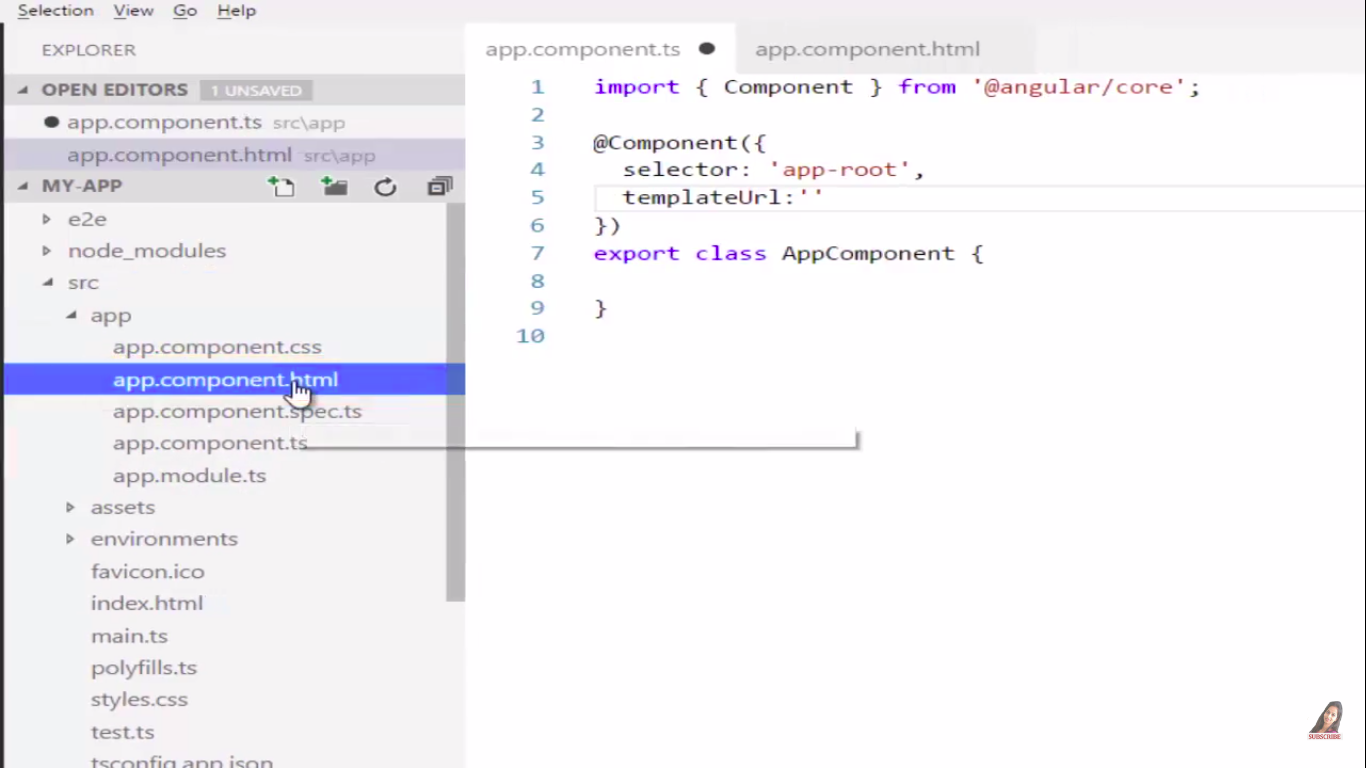 Selection View Go Help
EXPLORER
OPEN EDITORS 1 UNSAVED
app.component.ts src\app
app.component.html src\app
MY-APP
e2e
node_modules
src
app
app.component.css
app.component.html
app.component.spec.ts
app.component.ts
app.module.ts
assets
environments
favicon.ico
index.html
main.ts
polyfills.ts
styles.css
test.ts
tsconfig.app.json
app.component.ts app.component.html
1 import { Component } from '@angular/core';
2
3 @Component({
4 selector: 'app-root',
5 templateUrl:''
6 })
7 export class AppComponent {
8
9 }
10
SUBSCRIBE